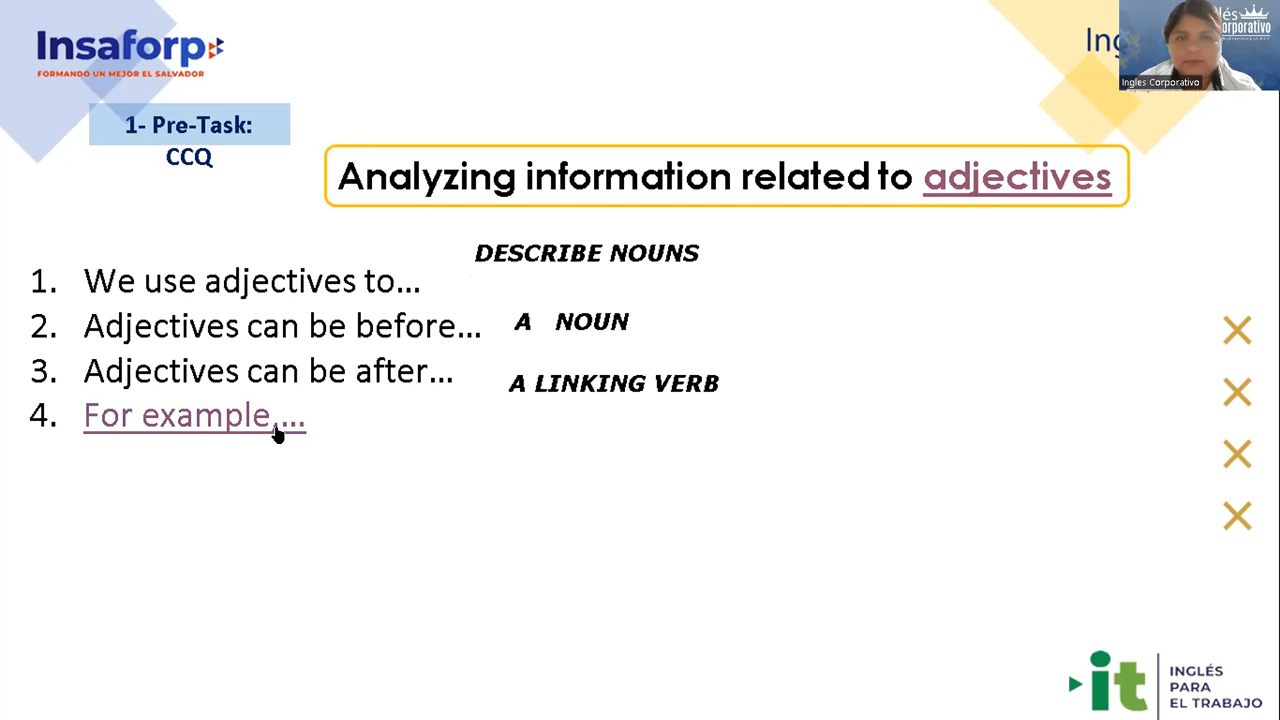 Insaforp
FORMANDO UN MEJOR EL SALVADOR
Ingles Corporativo
1- Pre-Task:
CCQ
Analyzing information related to adjectives
DESCRIBE NOUNS
1. We use adjectives to...
2. Adjectives can be before... A NOUN
3. Adjectives can be after... A LINKING VERB
4. For example,...
it
INGLÉS
PARA
EL TRABAJO